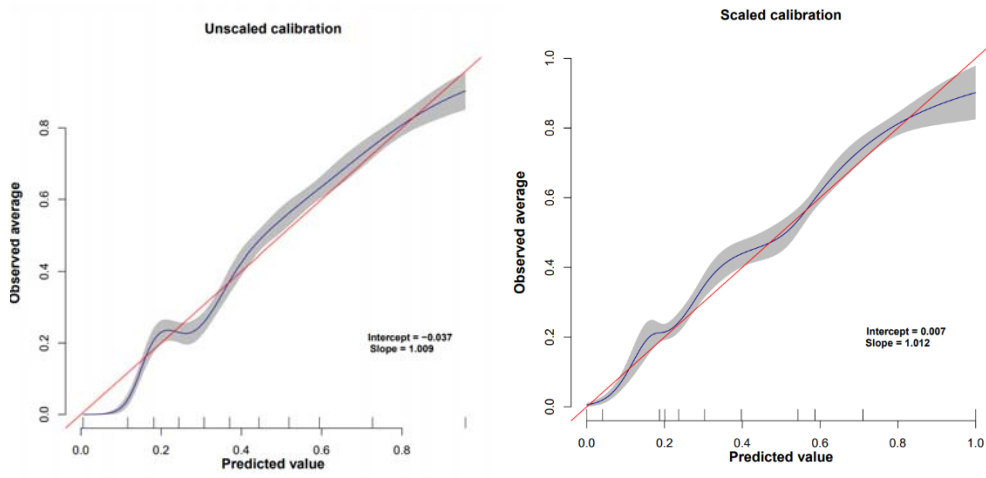 Unscaled calibration
Observed average
0.8
0.6
0.4
0.2
0.0
Intercept = −0.037
Slope = 1.009
0.0 0.2 0.4 0.6 0.8
Predicted value
Scaled calibration
Observed average
1.0
0.8
0.6
0.4
0.2
0.0
Intercept = 0.007
Slope = 1.012
0.0 0.2 0.4 0.6 0.8 1.0
Predicted value